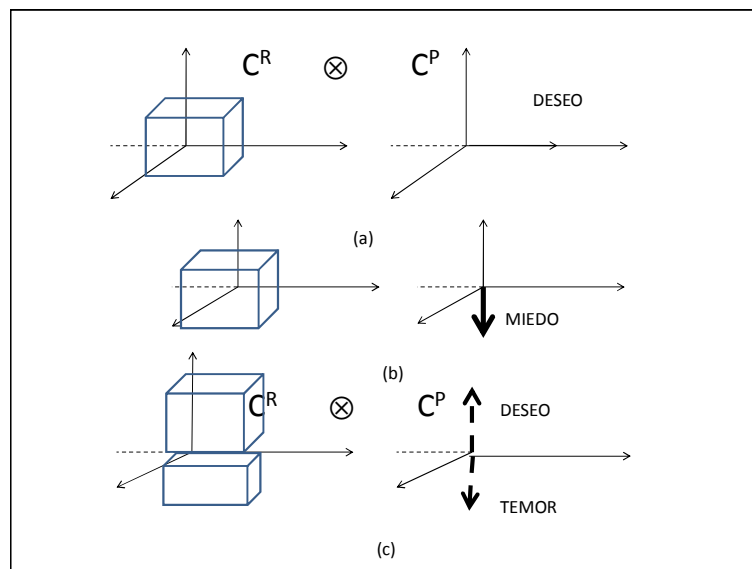 C^R ⊗ C^P
DESEO
(a)
MIEDO
(b)
C^R ⊗ C^P
DESEO
TEMOR
(c)